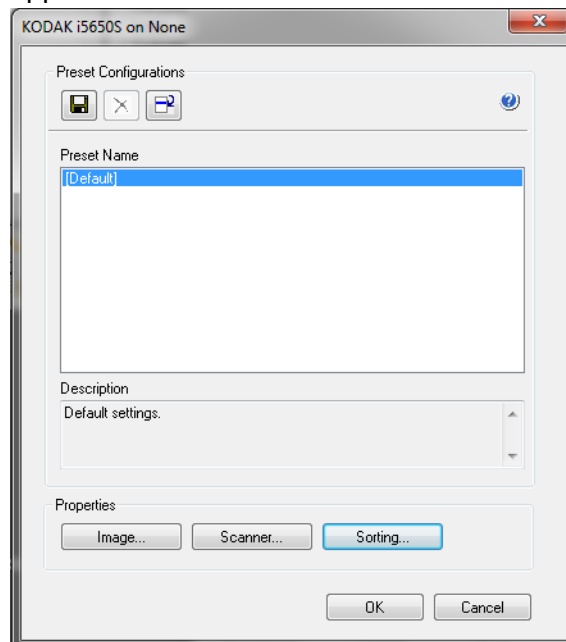 KODAK i5650S on None
Preset Configurations
Preset Name
[Default]
Description
Default settings.
Properties
Image... Scanner... Sorting...
OK Cancel